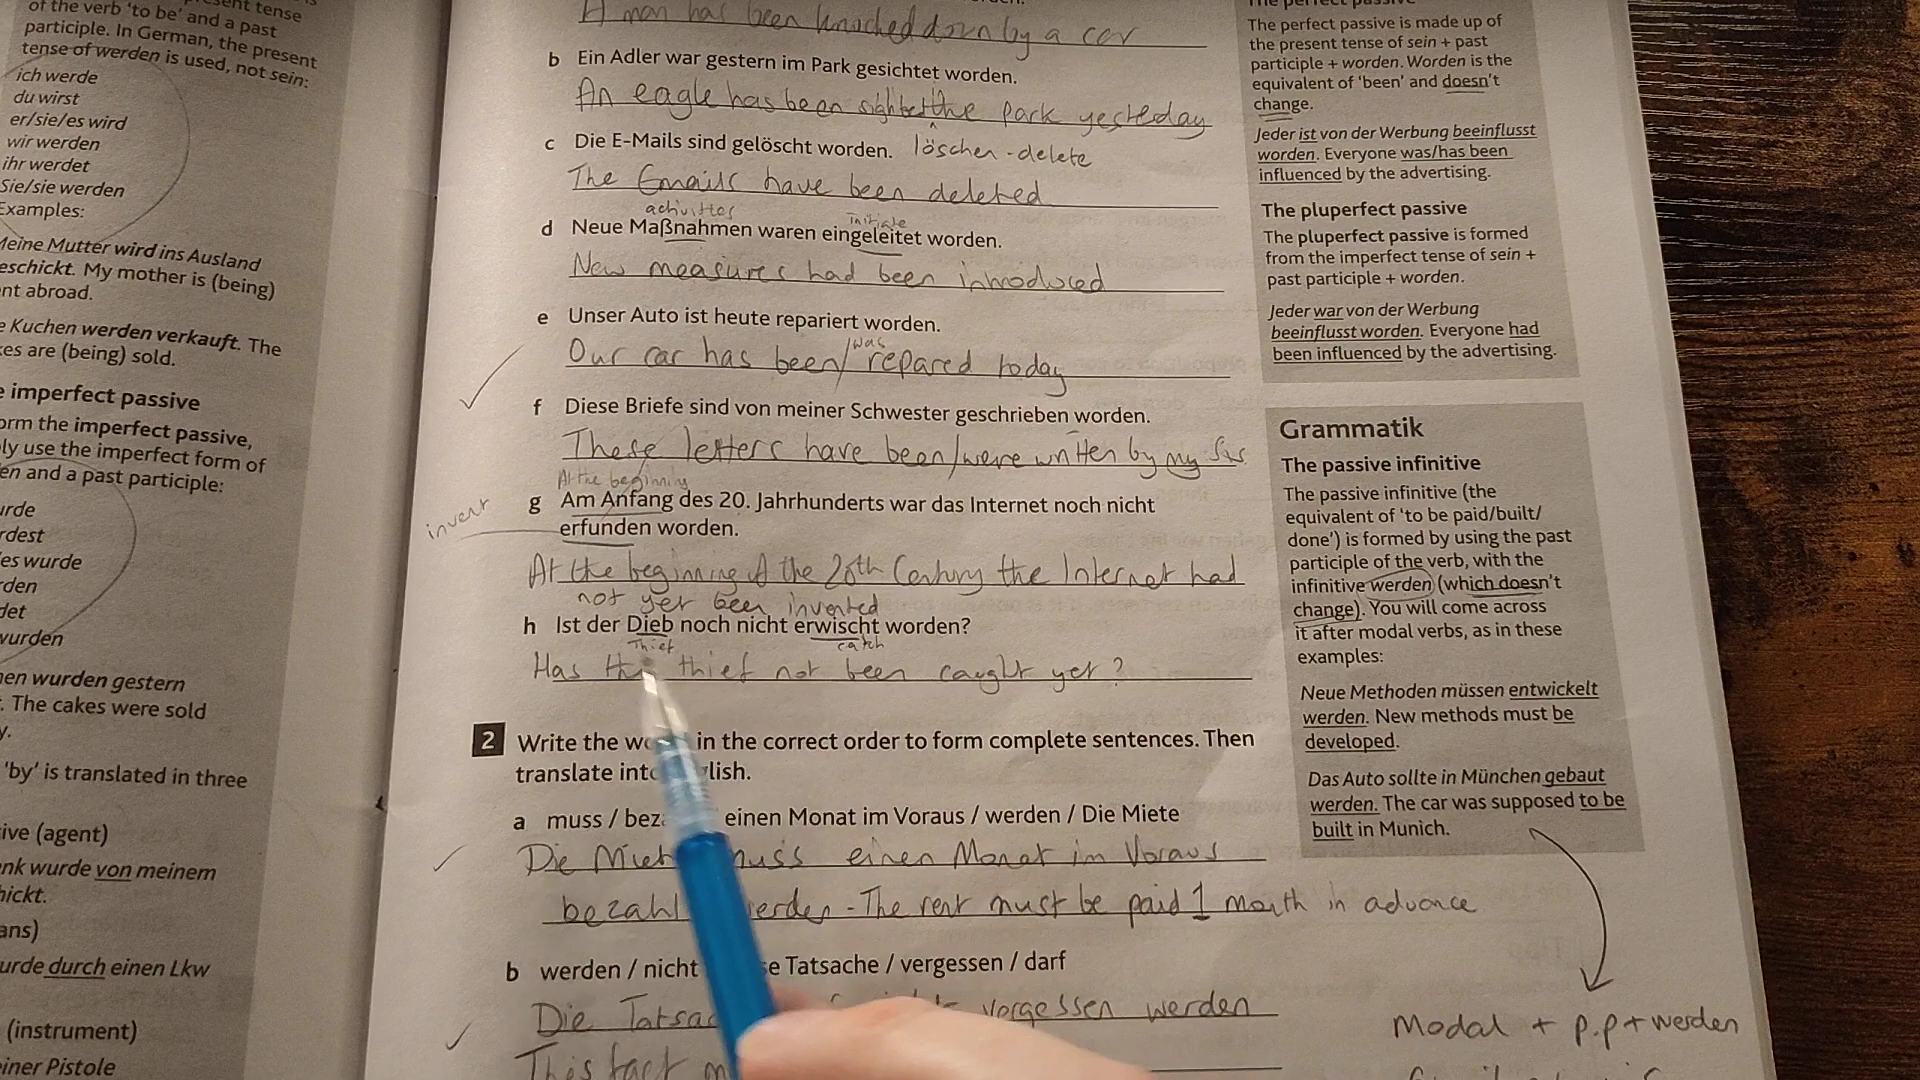 of the verb 'to be' and a past
participle. In German, the present
tense of werden is used, not sein:
ich werde
du wirst
er/sie/es wird
wir werden
ihr werdet
Sie/sie werden
Examples:
Meine Mutter wird ins Ausland
geschickt. My mother is (being)
sent abroad.
Kuchen werden verkauft. The
cakes are (being) sold.
imperfect passive
form the imperfect passive,
use the imperfect form of
and a past participle:
wurden gestern
The cakes were sold
'by' is translated in three
(agent)
wurde von meinem
wurde durch einen Lkw
(instrument)
einer Pistole
A man has been knocked down by a car
b Ein Adler war gestern im Park gesichtet worden.
An eagle has been the park yesterday
c Die E-Mails sind gelöscht worden. löschen - delete
The Emails have been deleted
activities initiate
d Neue Maßnahmen waren eingeleitet worden.
New measures had been introduced
e Unser Auto ist heute repariert worden.
was
Our car has been/ repared today
f Diese Briefe sind von meiner Schwester geschrieben worden.
These letters have been/were written by my Sis
At the beginning
g Am Anfang des 20. Jahrhunderts war das Internet noch nicht
invent
erfunden worden.
At the beginning of the 20th Century the Internet had
not yet been invented
h Ist der Dieb noch nicht erwischt worden?
Thief catch
Has the thief not been caught yet?
2 Write the in the correct order to form complete sentences. Then
translate
a muss / einen Monat im Voraus / werden / Die Miete
Die muss einen Monat im Voraus
- The rent must be paid 1 month in advance
b werden / nicht Tatsache / vergessen / darf
Die vergessen werden
This fact
The perfect passive
The perfect passive is made up of
the present tense of sein + past
participle + worden. Worden is the
equivalent of 'been' and doesn't
change.
Jeder ist von der Werbung beeinflusst
worden. Everyone was/has been
influenced by the advertising.
The pluperfect passive
The pluperfect passive is formed
from the imperfect tense of sein +
past participle + worden.
Jeder war von der Werbung
beeinflusst worden. Everyone had
been influenced by the advertising.
Grammatik
The passive infinitive
The passive infinitive (the
equivalent of 'to be paid/built/
done') is formed by using the past
participle of the verb, with the
infinitive werden (which doesn't
change). You will come across
it after modal verbs, as in these
examples:
Neue Methoden müssen entwickelt
werden. New methods must be
developed.
Das Auto sollte in München gebaut
werden. The car was supposed to be
built in Munich.
Modal + p.p + werden